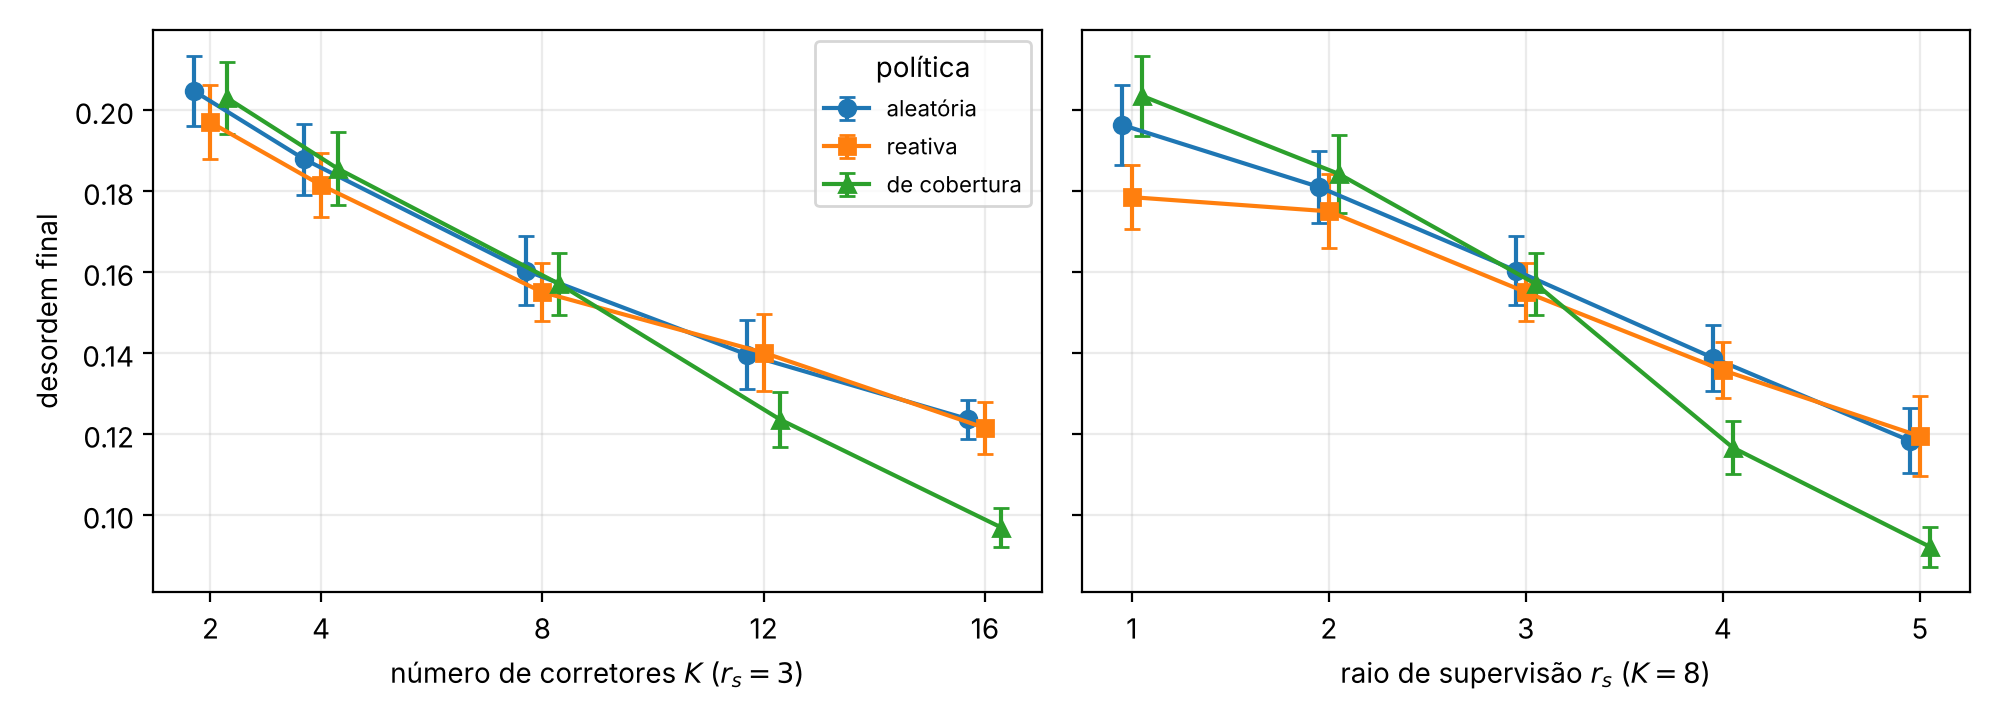 desordem final
0.20
0.18
0.16
0.14
0.12
0.10
política
aleatória
reativa
de cobertura
2 4 8 12 16
número de corretores K (r_s = 3)
1 2 3 4 5
raio de supervisão r_s (K = 8)